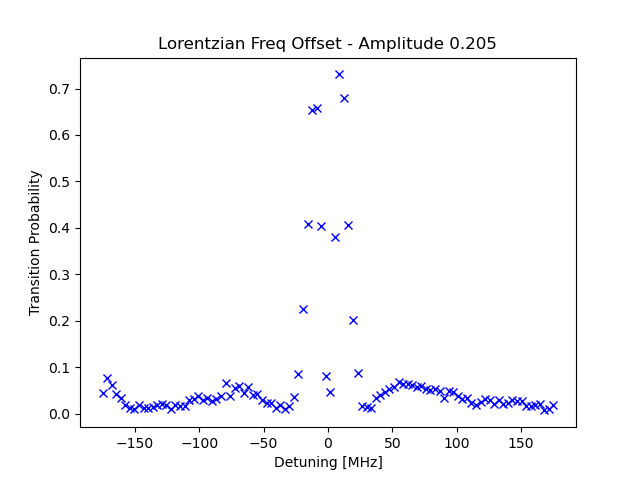 Lorentzian Freq Offset - Amplitude 0.205
Transition Probability
0.7
0.6
0.5
0.4
0.3
0.2
0.1
0.0
−150 −100 −50 0 50 100 150
Detuning [MHz]